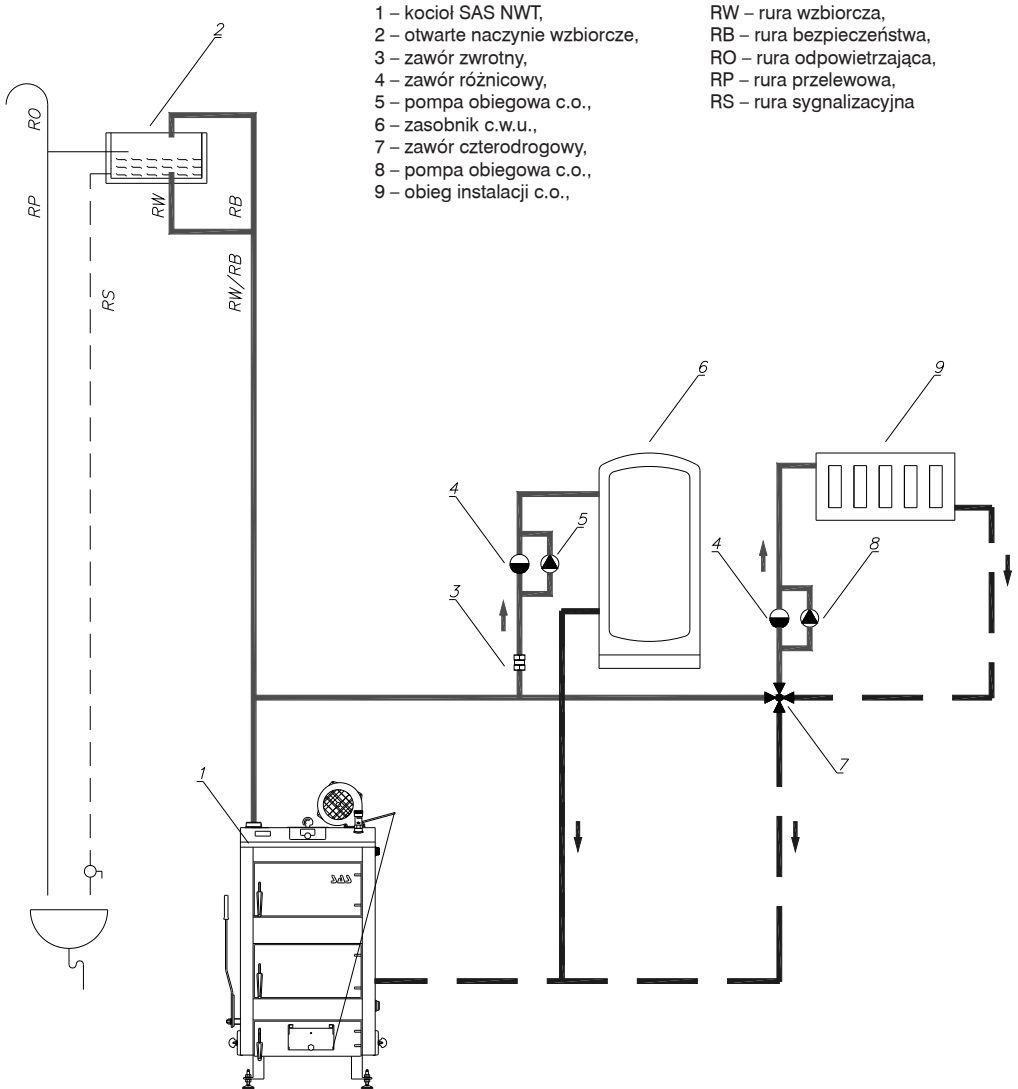 1 – kocioł SAS NWT,
2 – otwarte naczynie wzbiorcze,
3 – zawór zwrotny,
4 – zawór różnicowy,
5 – pompa obiegowa c.o.,
6 – zasobnik c.w.u.,
7 – zawór czterodrogowy,
8 – pompa obiegowa c.o.,
9 – obieg instalacji c.o.,
RW – rura wzbiorcza,
RB – rura bezpieczeństwa,
RO – rura odpowietrzająca,
RP – rura przelewowa,
RS – rura sygnalizacyjna
2
RO
RP
RW
RB
RS
RW/RB
6
9
4
5
4
8
3
7
1
SAS